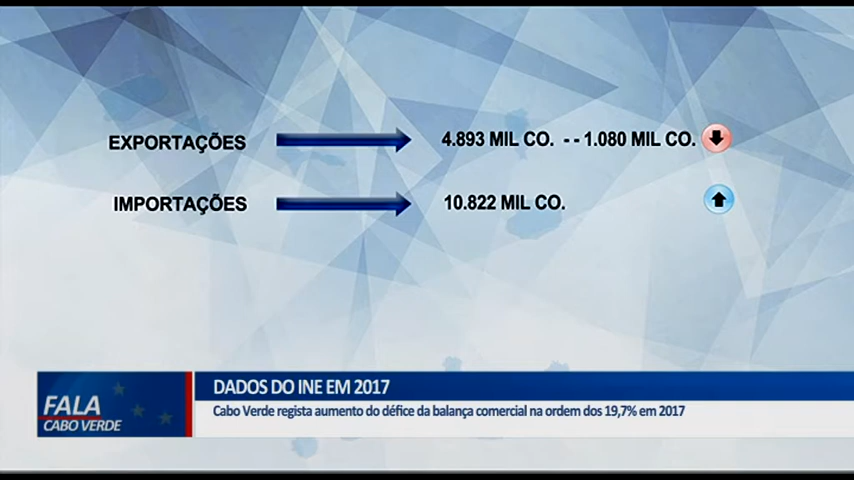 EXPORTAÇÕES 4.893 MIL CO. - - 1.080 MIL CO.
IMPORTAÇÕES 10.822 MIL CO.
DADOS DO INE EM 2017
Cabo Verde regista aumento do défice da balança comercial na ordem dos 19,7% em 2017
FALA
CABO VERDE